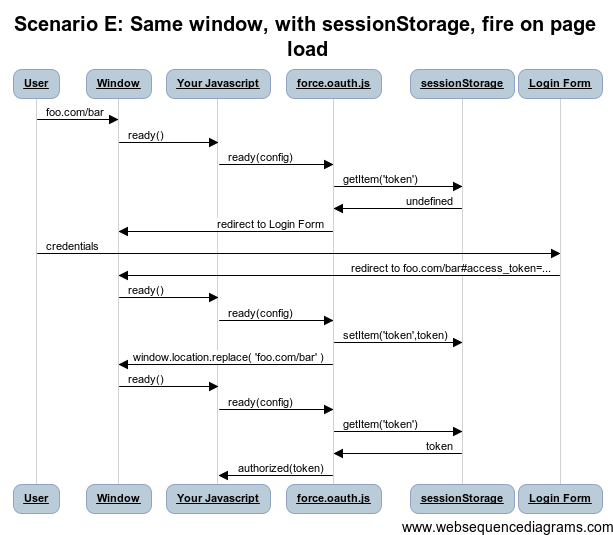 Scenario E: Same window, with sessionStorage, fire on page
load
User Window Your Javascript force.oauth.js sessionStorage Login Form
foo.com/bar
ready()
ready(config)
getItem('token')
undefined
redirect to Login Form
credentials
redirect to foo.com/bar#access_token=...
ready()
ready(config)
setItem('token',token)
window.location.replace( 'foo.com/bar' )
ready()
ready(config)
getItem('token')
token
authorized(token)
User Window Your Javascript force.oauth.js sessionStorage Login Form
www.websequencediagrams.com